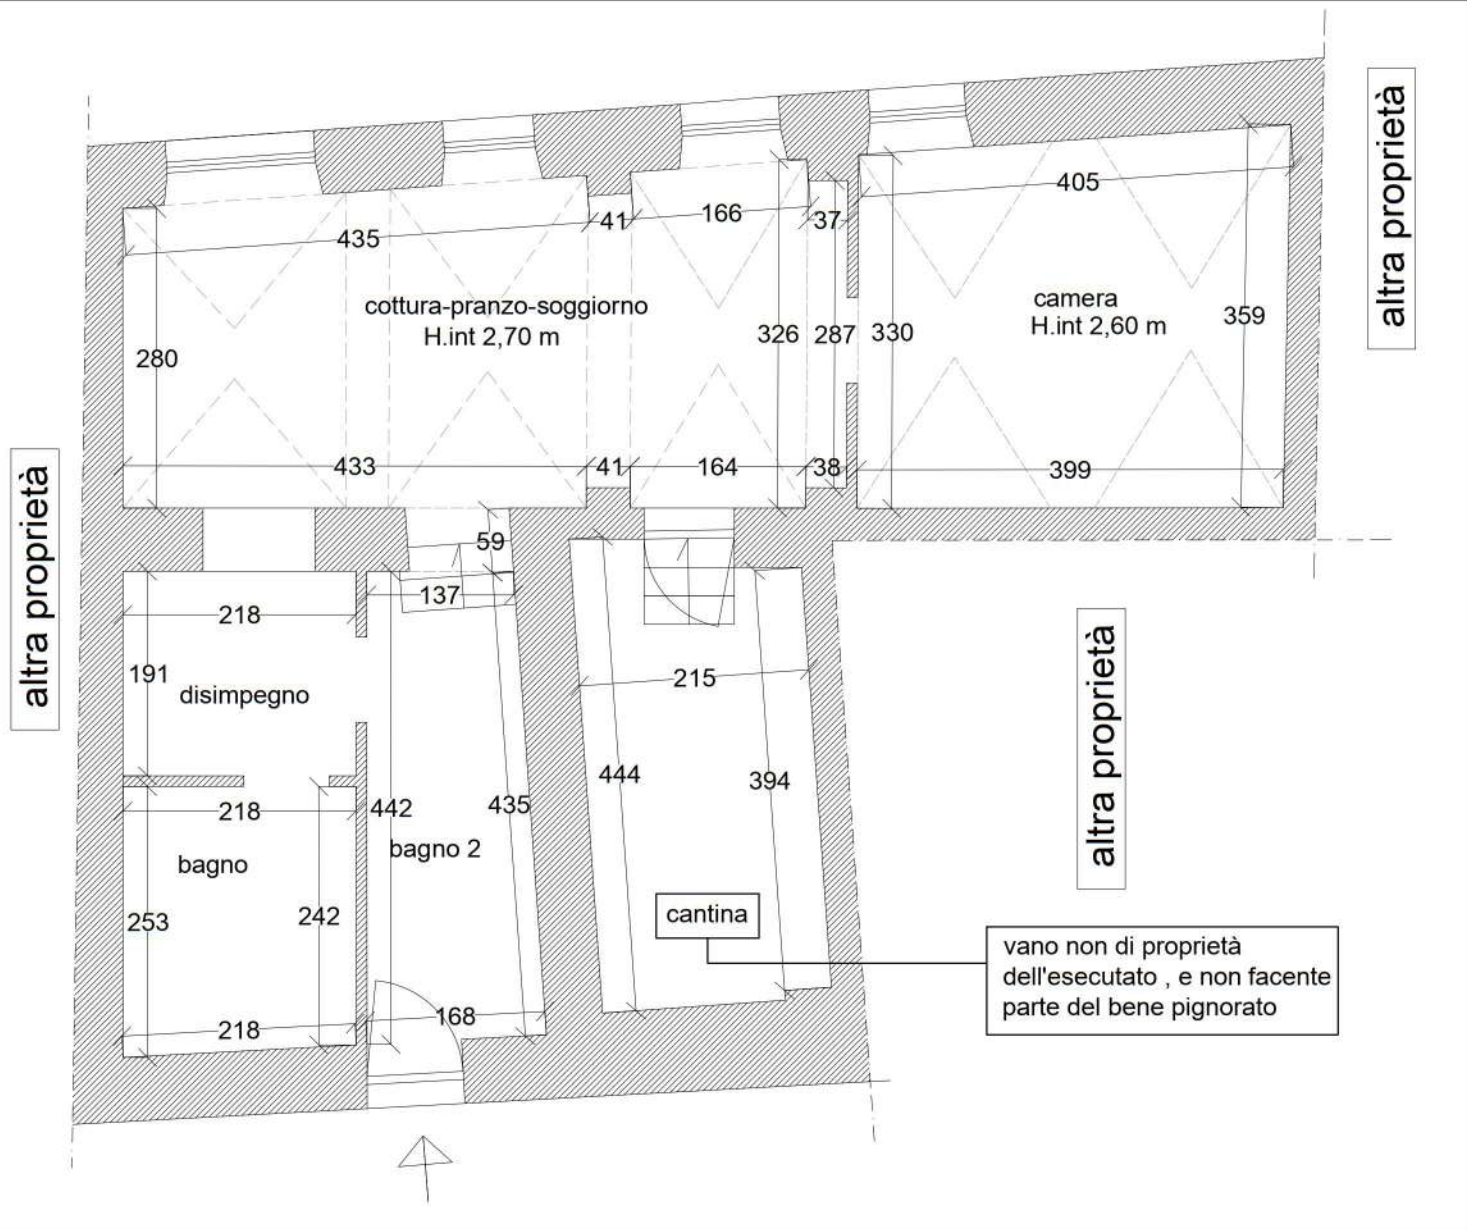 altra proprietà
405
41
166
37
435
cottura-pranzo-soggiorno
H.int 2,70 m
camera
H.int 2,60 m
280
326
287
330
359
433
41
164
38
399
altra proprietà
59
137
218
191
disimpegno
215
altra proprietà
444
394
218
442
435
bagno
bagno 2
253
242
cantina
vano non di proprietà
dell'esecutato , e non facente
parte del bene pignorato
168
218